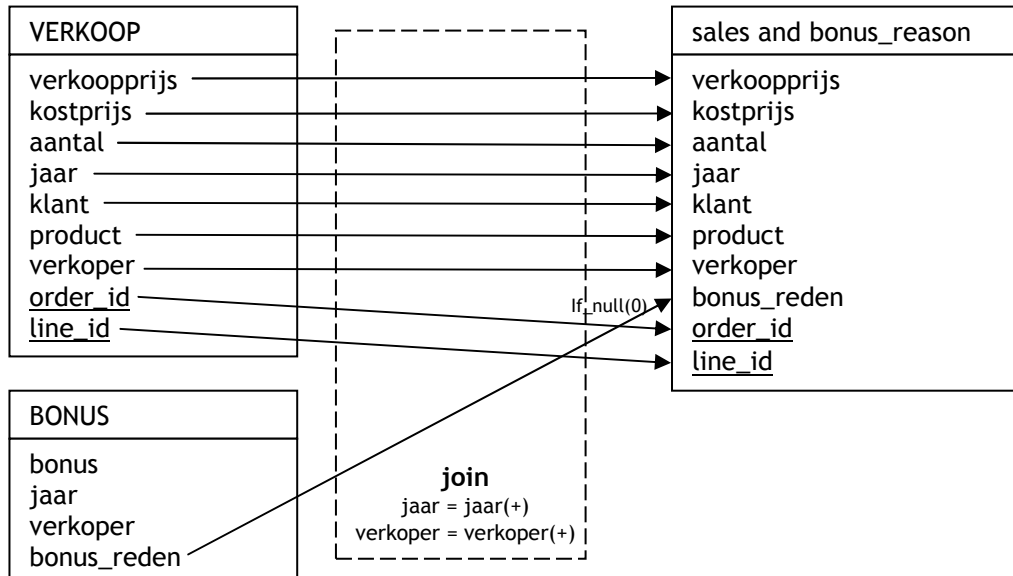 VERKOOP
verkoopprijs
kostprijs
aantal
jaar
klant
product
verkoper
order_id
line_id
BONUS
bonus
jaar
verkoper
bonus_reden
If_null(0)
join
jaar = jaar(+)
verkoper = verkoper(+)
sales and bonus_reason
verkoopprijs
kostprijs
aantal
jaar
klant
product
verkoper
bonus_reden
order_id
line_id